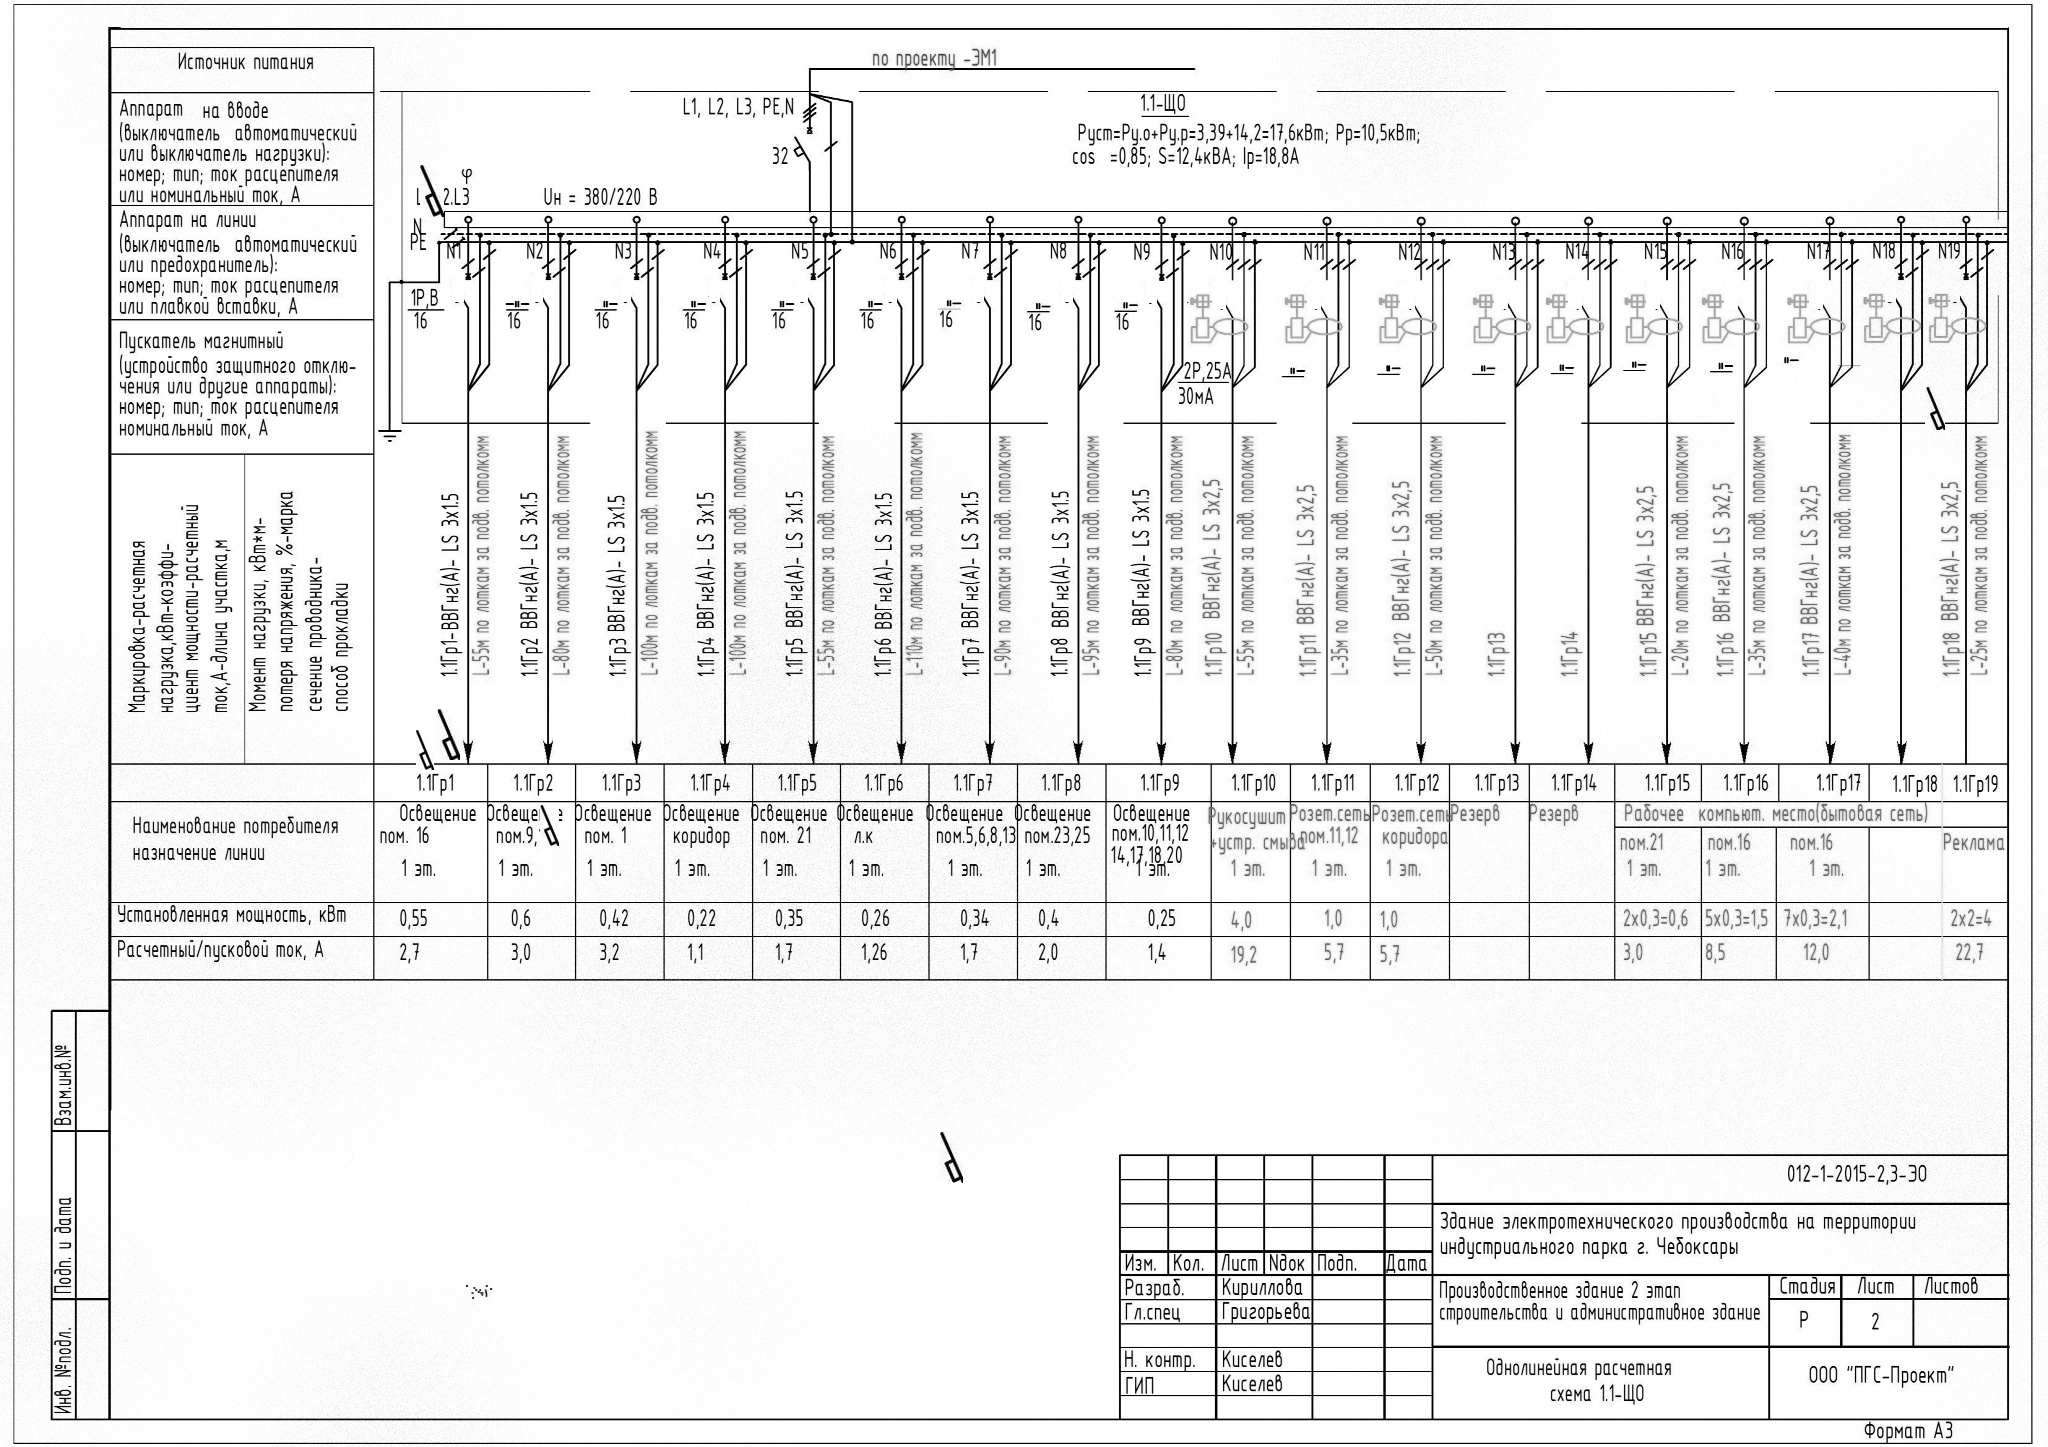 Источник питания
Аппарат на вводе
(выключатель автоматический
или выключатель нагрузки):
номер; тип; ток расцепителя
или номинальный ток, А
Аппарат на линии
(выключатель автоматический
или предохранитель):
номер; тип; ток расцепителя
или плавкой вставки, А
Пускатель магнитный
(устройство защитного отклю-
чения или другие аппараты):
номер; тип; ток расцепителя
номинальный ток, А
Маркировка-расчетная
нагрузка,кВт-коэффи-
циент мощности-расчетный
ток,А-длина участка,м
Момент нагрузки, кВт*м-
потеря напряжения, %-марка
сечение проводника-
способ прокладки
по проекту -ЭМ1
L1, L2, L3, PE,N
32
1.1-ЩО
Руст=Ру.о+Ру.р=3,39+14,2=17,6кВт; Рр=10,5кВт;
cos =0,85; S=12,4кВА; Iр=18,8А
φ
2.L3
Uн = 380/220 В
N
PE
N1 N2 N3 N4 N5 N6 N7 N8 N9 N10 N11 N12 N13 N14 N15 N16 N17 N18 N19
1Р,В
16
-"-
16
-"-
16
-"-
16
-"-
16
-"-
16
-"-
16
-"-
16
-"-
16
2Р,25А
30мА
-"- -"- -"- -"- -"- -"- -"-
1.1Гр1-ВВГнг(А)- LS 3х1.5
L-55м по лоткам за подв. потолкомм
1.1Гр2 ВВГнг(А)- LS 3х1.5
L-80м по лоткам за подв. потолкомм
1.1Гр3 ВВГнг(А)- LS 3х1.5
L-100м по лоткам за подв. потолкомм
1.1Гр4 ВВГнг(А)- LS 3х1.5
L-100м по лоткам за подв. потолкомм
1.1Гр5 ВВГнг(А)- LS 3х1.5
L-55м по лоткам за подв. потолкомм
1.1Гр6 ВВГнг(А)- LS 3х1.5
L-110м по лоткам за подв. потолкомм
1.1Гр7 ВВГнг(А)- LS 3х1.5
L-90м по лоткам за подв. потолкомм
1.1Гр8 ВВГнг(А)- LS 3х1.5
L-95м по лоткам за подв. потолкомм
1.1Гр9 ВВГнг(А)- LS 3х1.5
L-80м по лоткам за подв. потолкомм
1.1Гр10 ВВГнг(А)- LS 3х2,5
L-55м по лоткам за подв. потолкомм
1.1Гр11 ВВГнг(А)- LS 3х2,5
L-35м по лоткам за подв. потолкомм
1.1Гр12 ВВГнг(А)- LS 3х2,5
L-50м по лоткам за подв. потолкомм
1.1Гр13
1.1Гр14
1.1Гр15 ВВГнг(А)- LS 3х2,5
L-20м по лоткам за подв. потолкомм
1.1Гр16 ВВГнг(А)- LS 3х2,5
L-35м по лоткам за подв. потолкомм
1.1Гр17 ВВГнг(А)- LS 3х2,5
L-40м по лоткам за подв. потолкомм
1.1Гр18 ВВГнг(А)- LS 3х2,5
L-25м по лоткам за подв. потолкомм
1.1Гр1 1.1Гр2 1.1Гр3 1.1Гр4 1.1Гр5 1.1Гр6 1.1Гр7 1.1Гр8 1.1Гр9 1.1Гр10 1.1Гр11 1.1Гр12 1.1Гр13 1.1Гр14 1.1Гр15 1.1Гр16 1.1Гр17 1.1Гр18 1.1Гр19
Наименование потребителя
назначение линии
Освещение
пом. 16
1 эт.
пом.9,
1 эт.
Освещение
пом. 1
1 эт.
Освещение
коридор
1 эт.
Освещение
пом. 21
1 эт.
Освещение
л.к
1 эт.
Освещение
пом.5,6,8,13
1 эт.
Освещение
пом.23,25
1 эт.
Освещение
пом.10,11,12
14,17,18,20
1 эт.
Рукосушит
+устр. смыва
1 эт.
Розет.сеть
пом.11,12
1 эт.
Розет.сеть
коридора
1 эт.
Резерв
Резерв
Рабочее компьют. место(бытовая сеть)
пом.21
1 эт.
пом.16
1 эт.
пом.16
1 эт.
Реклама
Установленная мощность, кВт 0,55 0,6 0,42 0,22 0,35 0,26 0,34 0,4 0,25 4,0 1,0 1,0 2х0,3=0,6 5х0,3=1,5 7х0,3=2,1 2х2=4
Расчетный/пусковой ток, А 2,7 3,0 3,2 1,1 1,7 1,26 1,7 2,0 1,4 19,2 5,7 5,7 3,0 8,5 12,0 22,7
Взам.инв.№
Подп. и дата
Инв. №подл.
012-1-2015-2,3-ЭО
Здание электротехнического производства на территории
индустриального парка г. Чебоксары
Изм. Кол. Лист Nдок Подп. Дата
Разраб. Кириллова
Гл.спец Григорьева
Н. контр. Киселев
ГИП Киселев
Производственное здание 2 этап
строительства и административное здание
Стадия Лист Листов
Р 2
Однолинейная расчетная
схема 1.1-ЩО
ООО "ПГС-Проект"
Формат А3